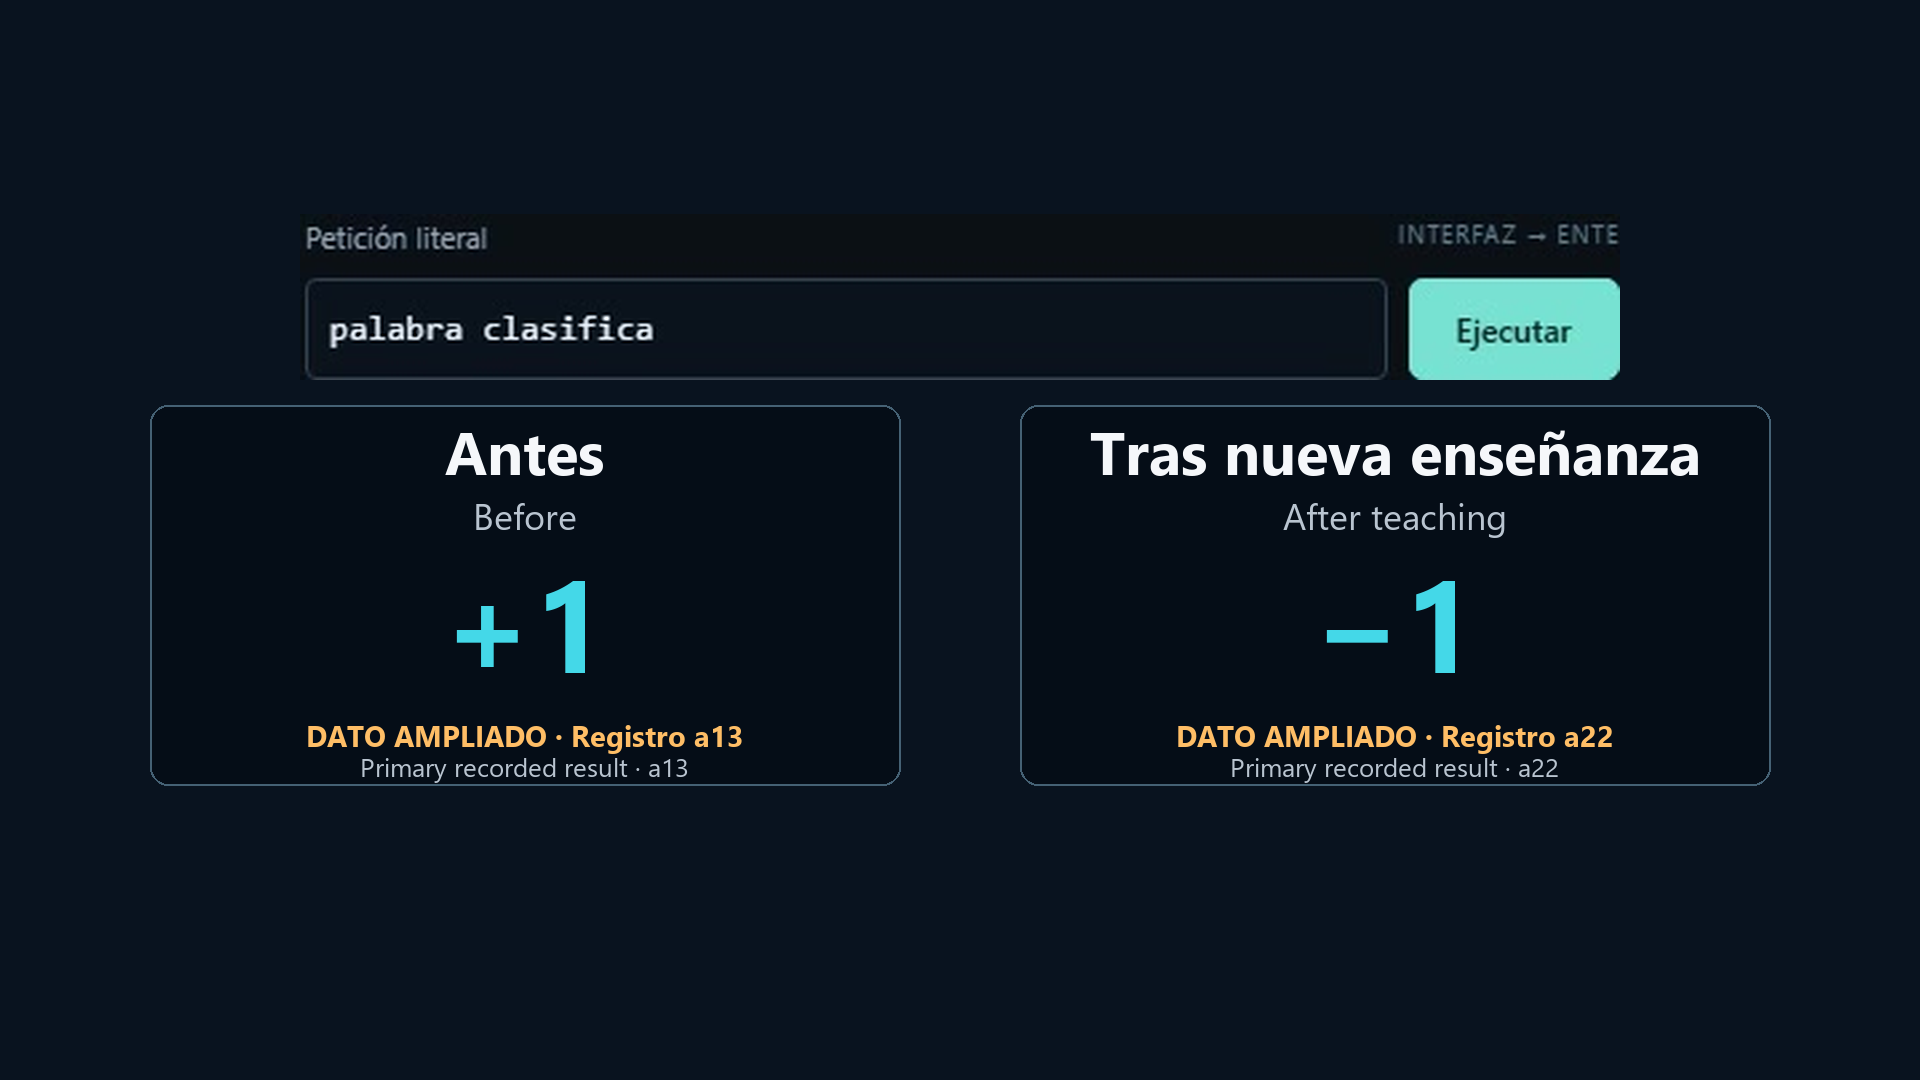 Petición literal
INTERFAZ → ENTE
palabra clasifica
Ejecutar
Antes
Before
+1
DATO AMPLIADO · Registro a13
Primary recorded result · a13
Tras nueva enseñanza
After teaching
−1
DATO AMPLIADO · Registro a22
Primary recorded result · a22